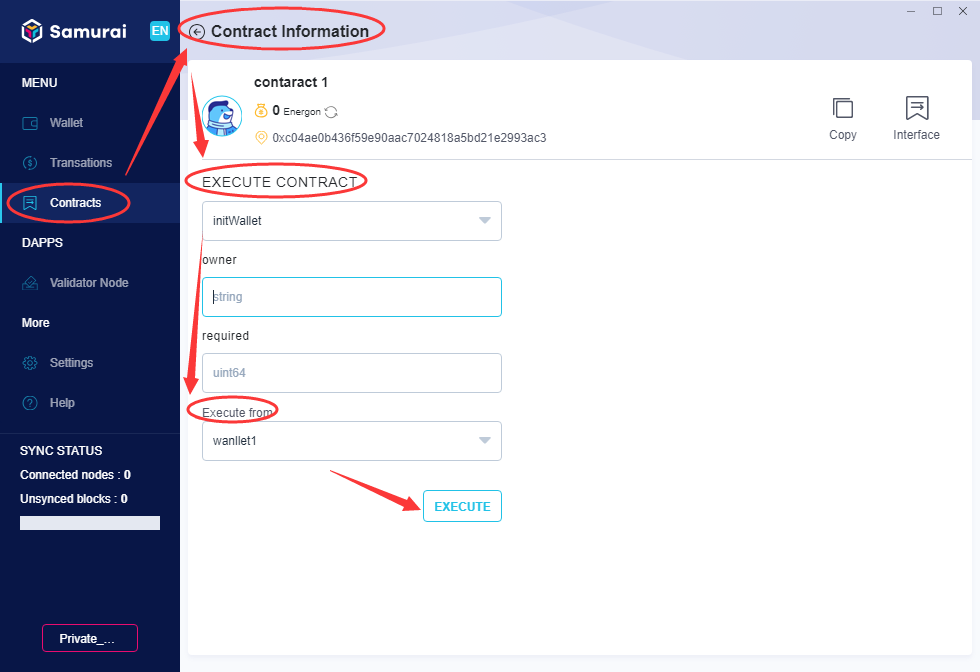 Samurai
EN
MENU
Wallet
Transations
Contracts
DAPPS
Validator Node
More
Settings
Help
SYNC STATUS
Connected nodes : 0
Unsynced blocks : 0
Private_...
Contract Information
contaract 1
0 Energon
0xc04ae0b436f59e90aac7024818a5bd21e2993ac3
Copy
Interface
EXECUTE CONTRACT
initWallet
owner
string
required
uint64
Execute from
wanllet1
EXECUTE